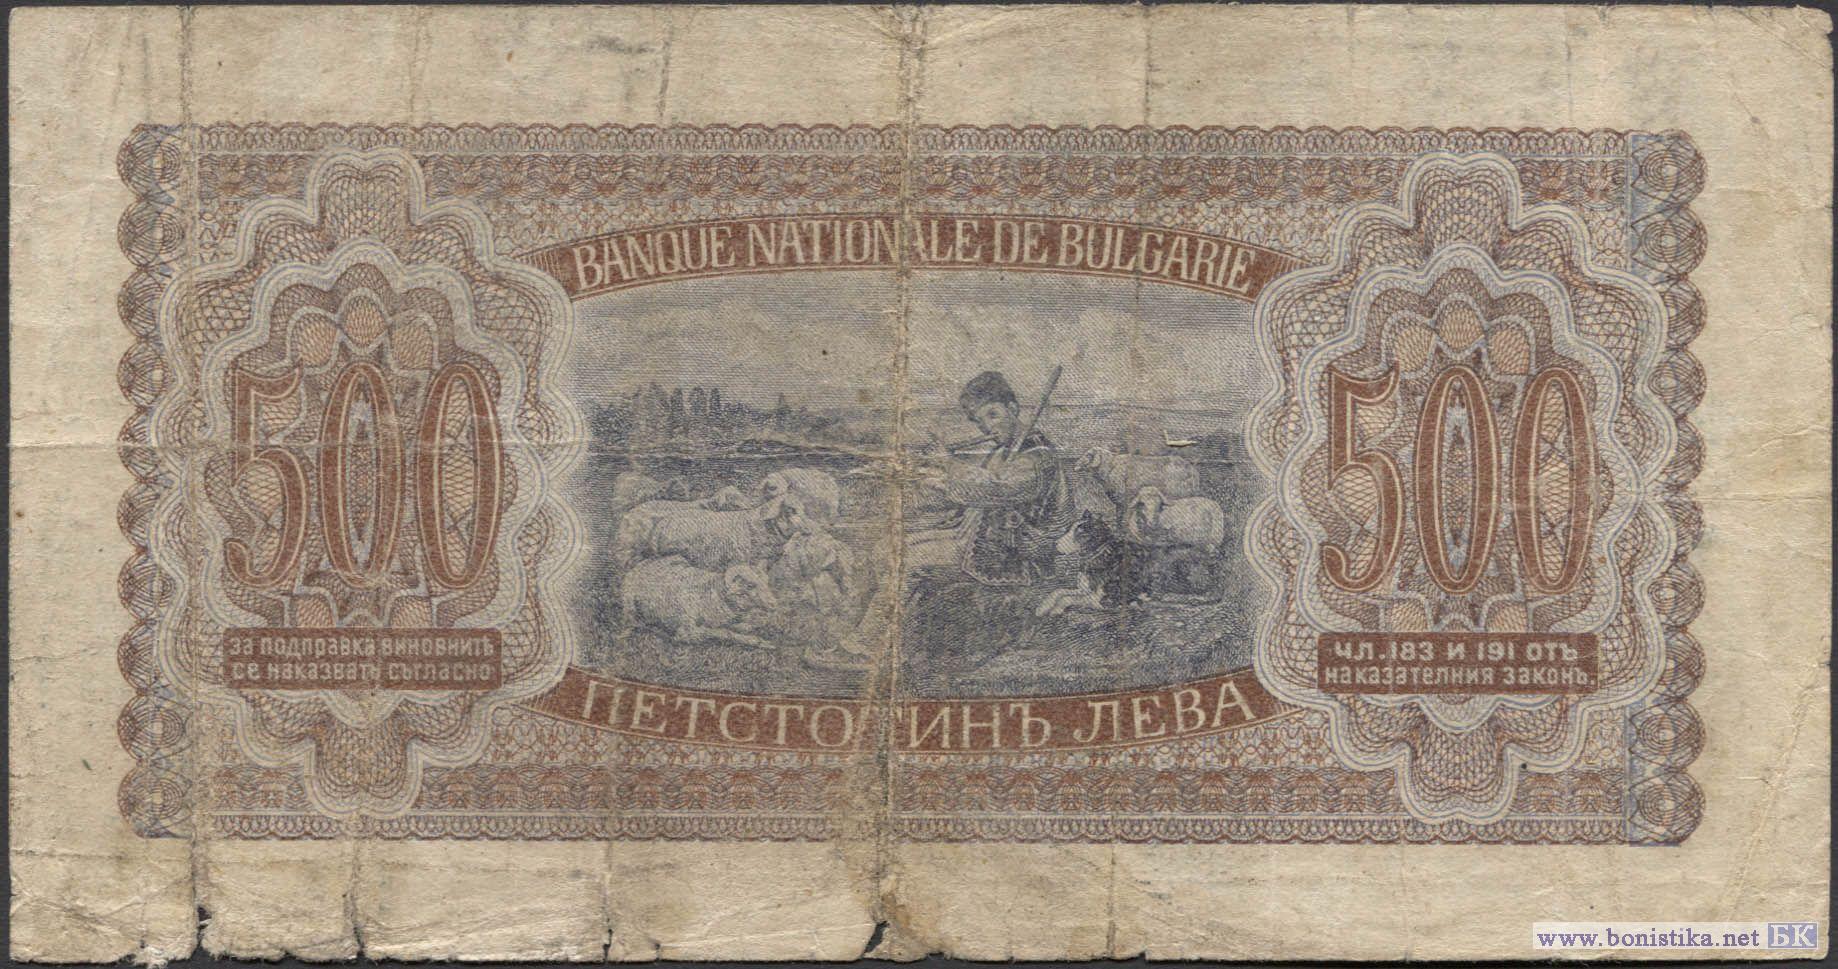 BANQUE NATIONALE DE BULGARIE
500
500
за подправка виновнитѣ
се наказватъ съгласно
чл. 183 и 191 отъ
наказателния законъ.
ПЕТСТОТИНЪ ЛЕВА
www.bonistika.net БК